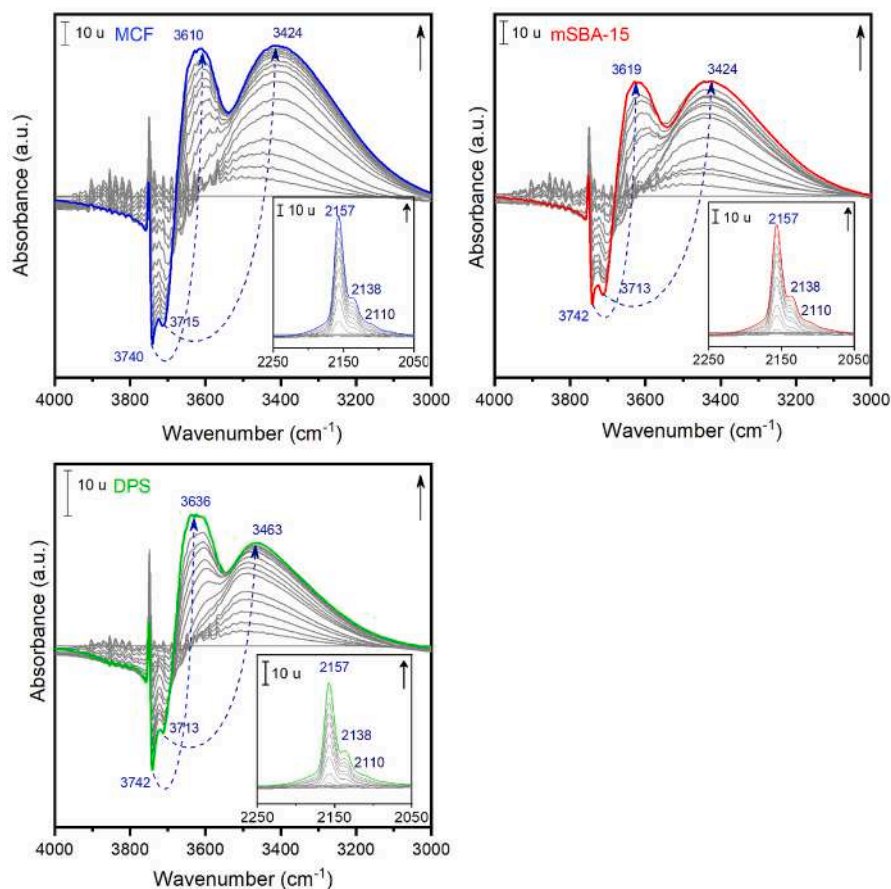 10 u MCF
3610
3424
Absorbance (a.u.)
3715
3740
10 u
2157
2138
2110
2250 2150 2050
4000 3800 3600 3400 3200 3000
Wavenumber (cm⁻¹)
10 u mSBA-15
3619
3424
Absorbance (a.u.)
3713
3742
10 u
2157
2138
2110
2250 2150 2050
4000 3800 3600 3400 3200 3000
Wavenumber (cm⁻¹)
10 u DPS
3636
3463
Absorbance (a.u.)
3713
3742
10 u
2157
2138
2110
2250 2150 2050
4000 3800 3600 3400 3200 3000
Wavenumber (cm⁻¹)